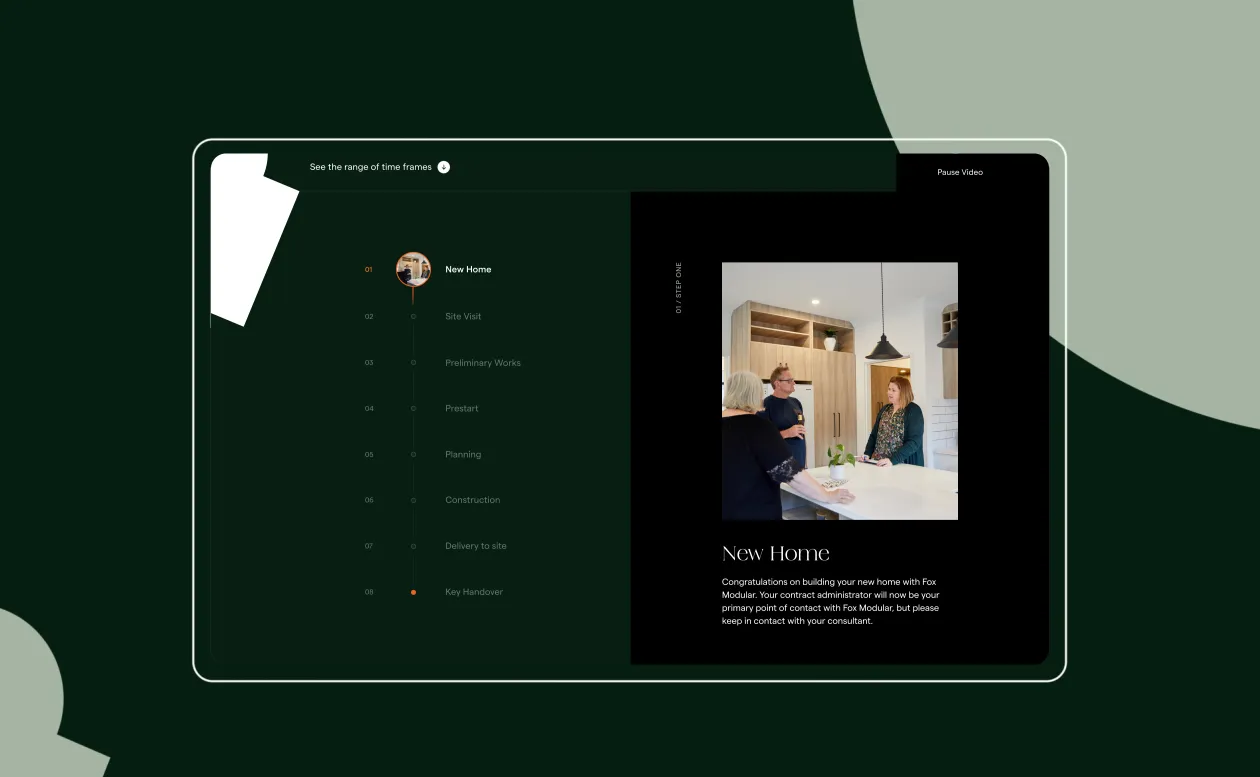 See the range of time frames
Pause Video
01
New Home
02
Site Visit
03
Preliminary Works
04
Prestart
05
Planning
06
Construction
07
Delivery to site
08
Key Handover
01 / STEP ONE
New Home
Congratulations on building your new home with Fox
Modular. Your contract administrator will now be your
primary point of contact with Fox Modular, but please
keep in contact with your consultant.